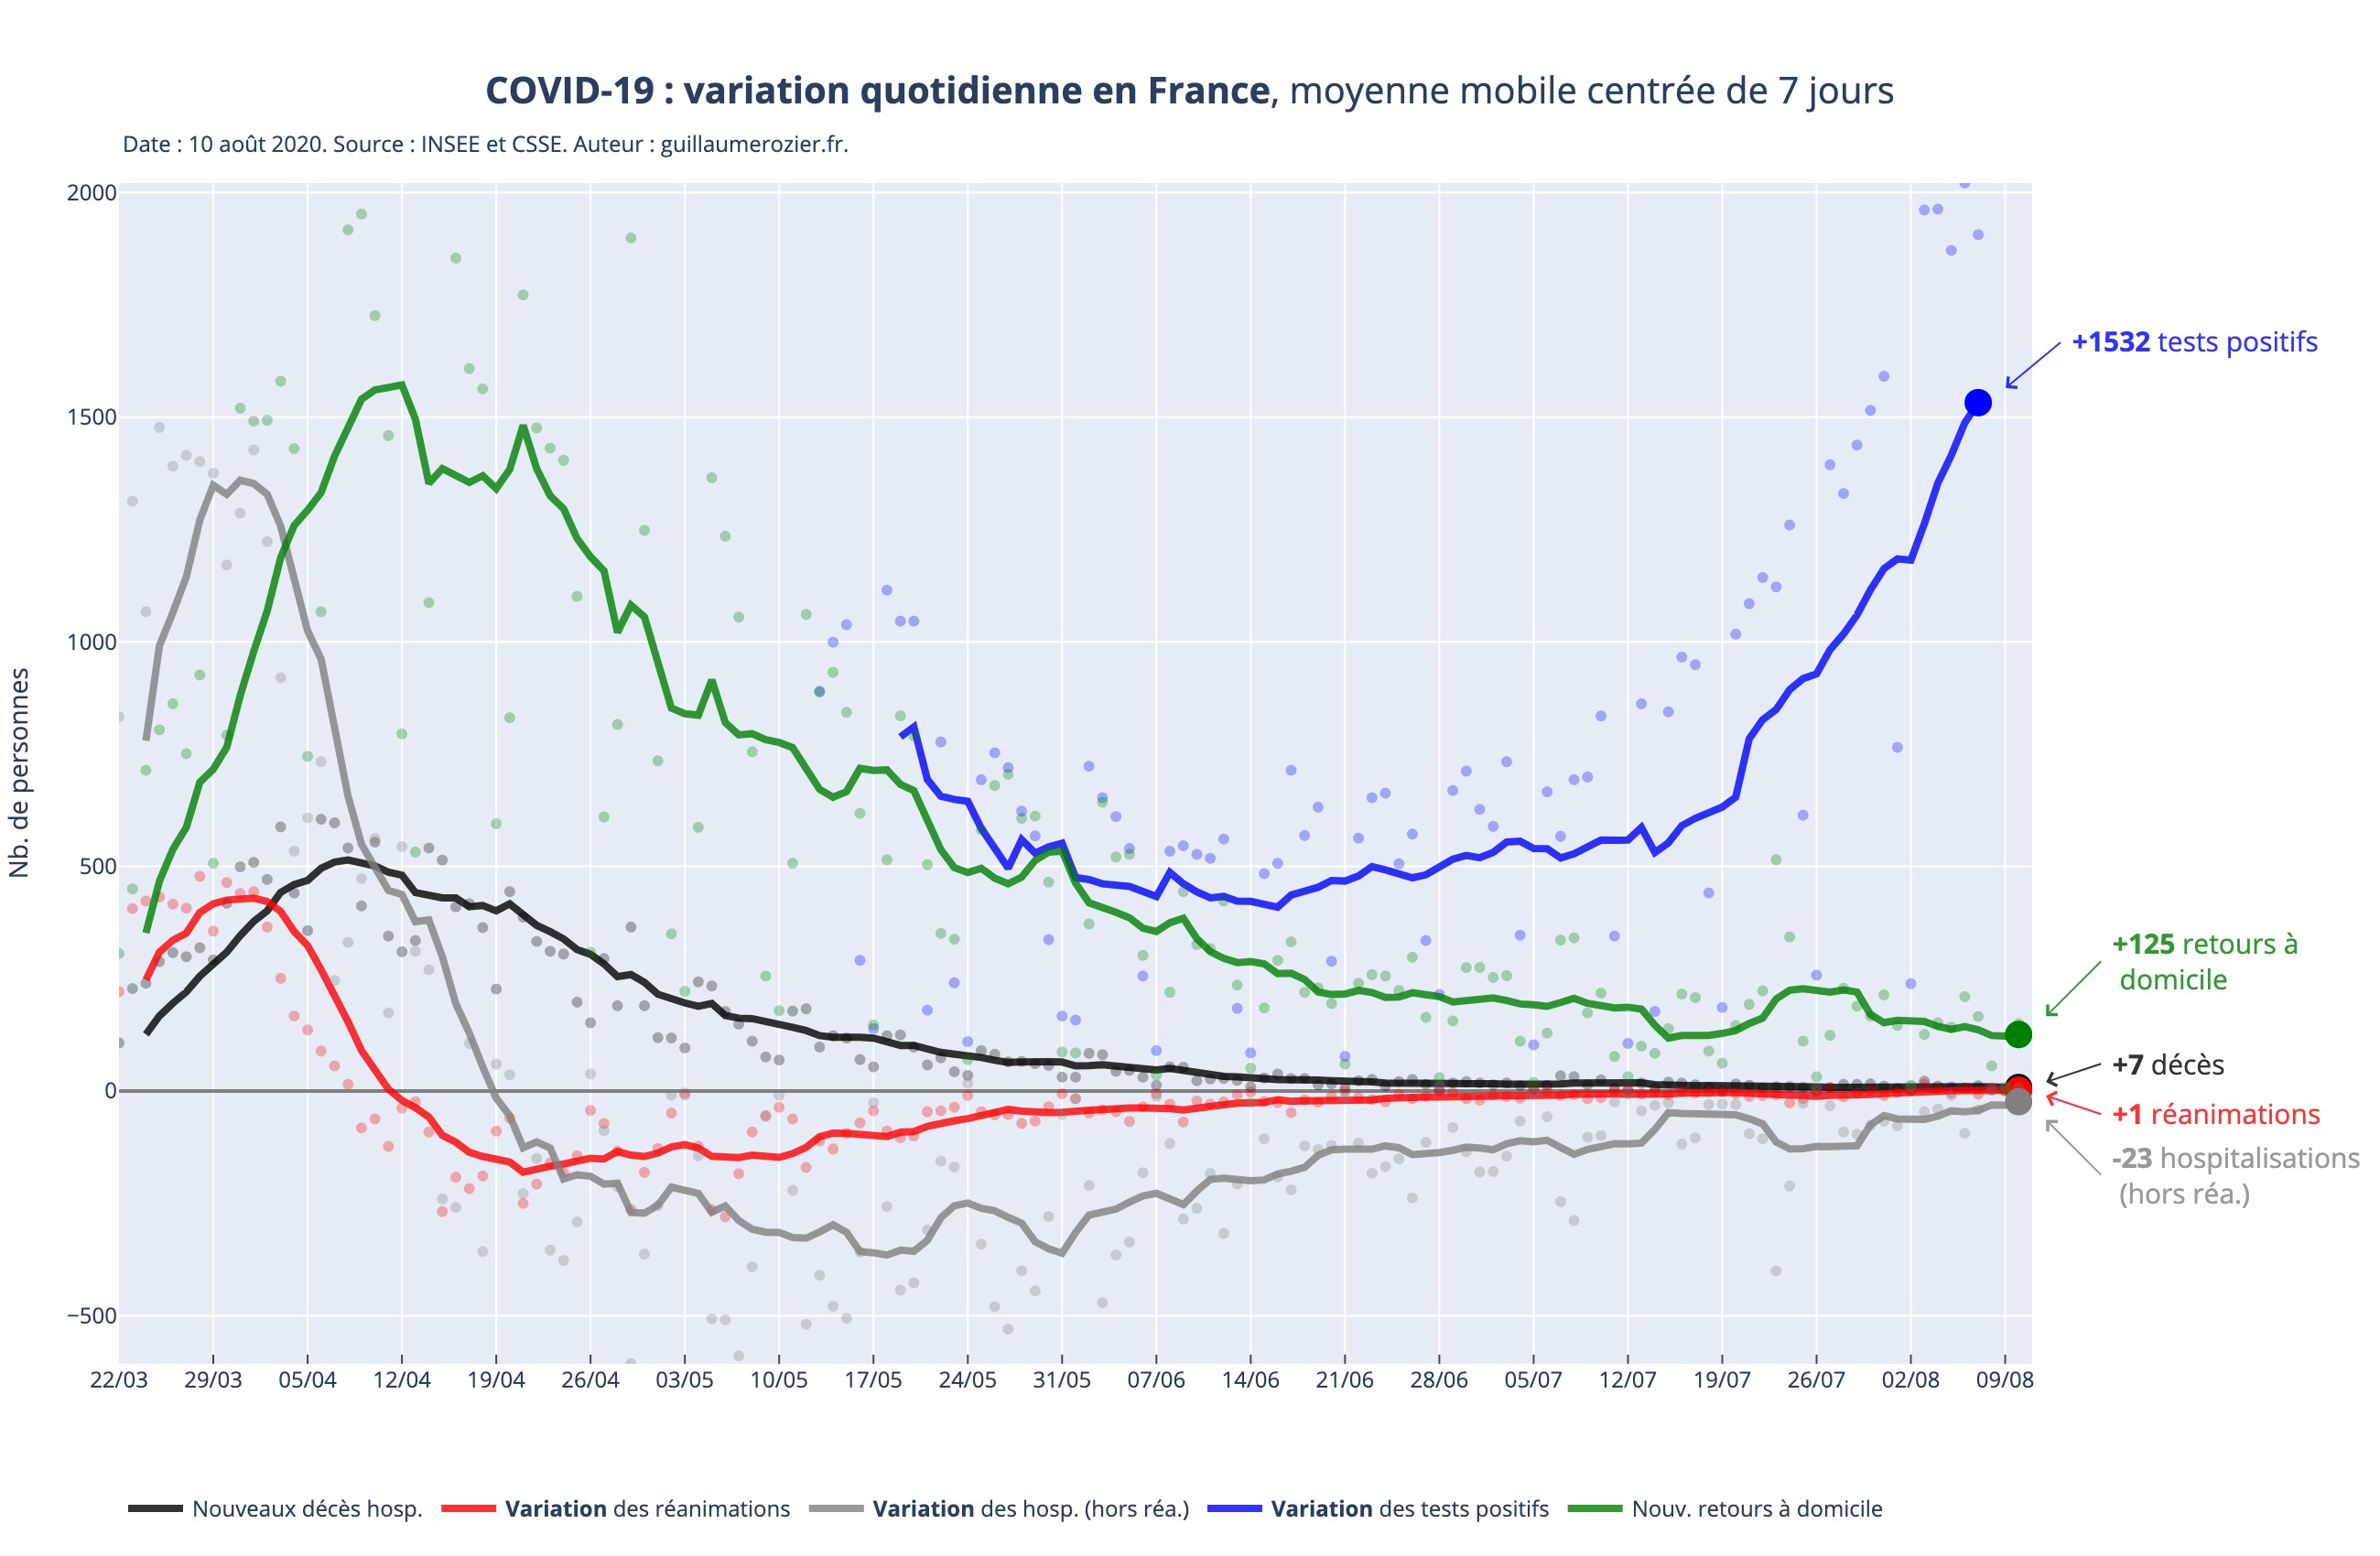 COVID-19 : variation quotidienne en France, moyenne mobile centrée de 7 jours
Date : 10 août 2020. Source : INSEE et CSSE. Auteur : guillaumerozier.fr.
Nb. de personnes
2000
1500
1000
500
0
−500
22/03
29/03
05/04
12/04
19/04
26/04
03/05
10/05
17/05
24/05
31/05
07/06
14/06
21/06
28/06
05/07
12/07
19/07
26/07
02/08
09/08
+1532 tests positifs
+125 retours à
domicile
+7 décès
+1 réanimations
-23 hospitalisations
(hors réa.)
Nouveaux décès hosp.
Variation des réanimations
Variation des hosp. (hors réa.)
Variation des tests positifs
Nouv. retours à domicile